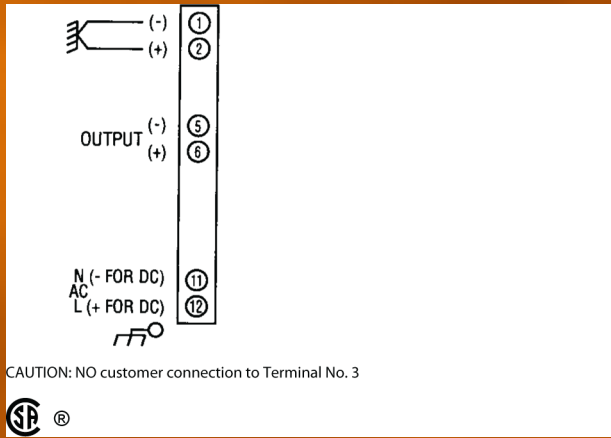 (-) 1
(+) 2
OUTPUT (-) 5
(+) 6
N (- FOR DC) 11
AC
L (+ FOR DC) 12
CAUTION: NO customer connection to Terminal No. 3
SA ®